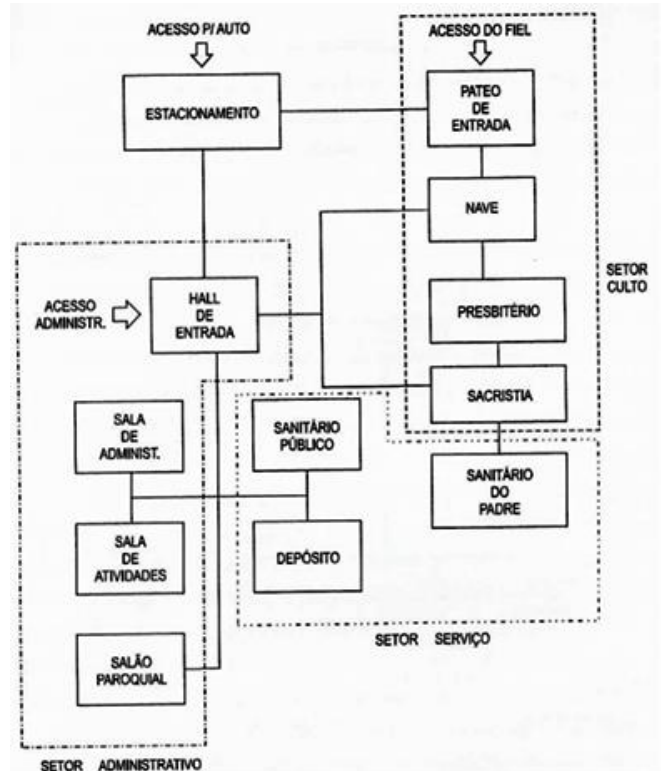 ACESSO P/ AUTO
ACESSO DO FIEL
ESTACIONAMENTO
PATEO
DE
ENTRADA
NAVE
SETOR
CULTO
ACESSO
ADMINISTR.
HALL
DE
ENTRADA
PRESBITÉRIO
SACRISTIA
SALA
DE
ADMINIST.
SANITÁRIO
PÚBLICO
SANITÁRIO
DO
PADRE
SALA
DE
ATIVIDADES
DEPÓSITO
SETOR SERVIÇO
SALÃO
PAROQUIAL
SETOR ADMINISTRATIVO